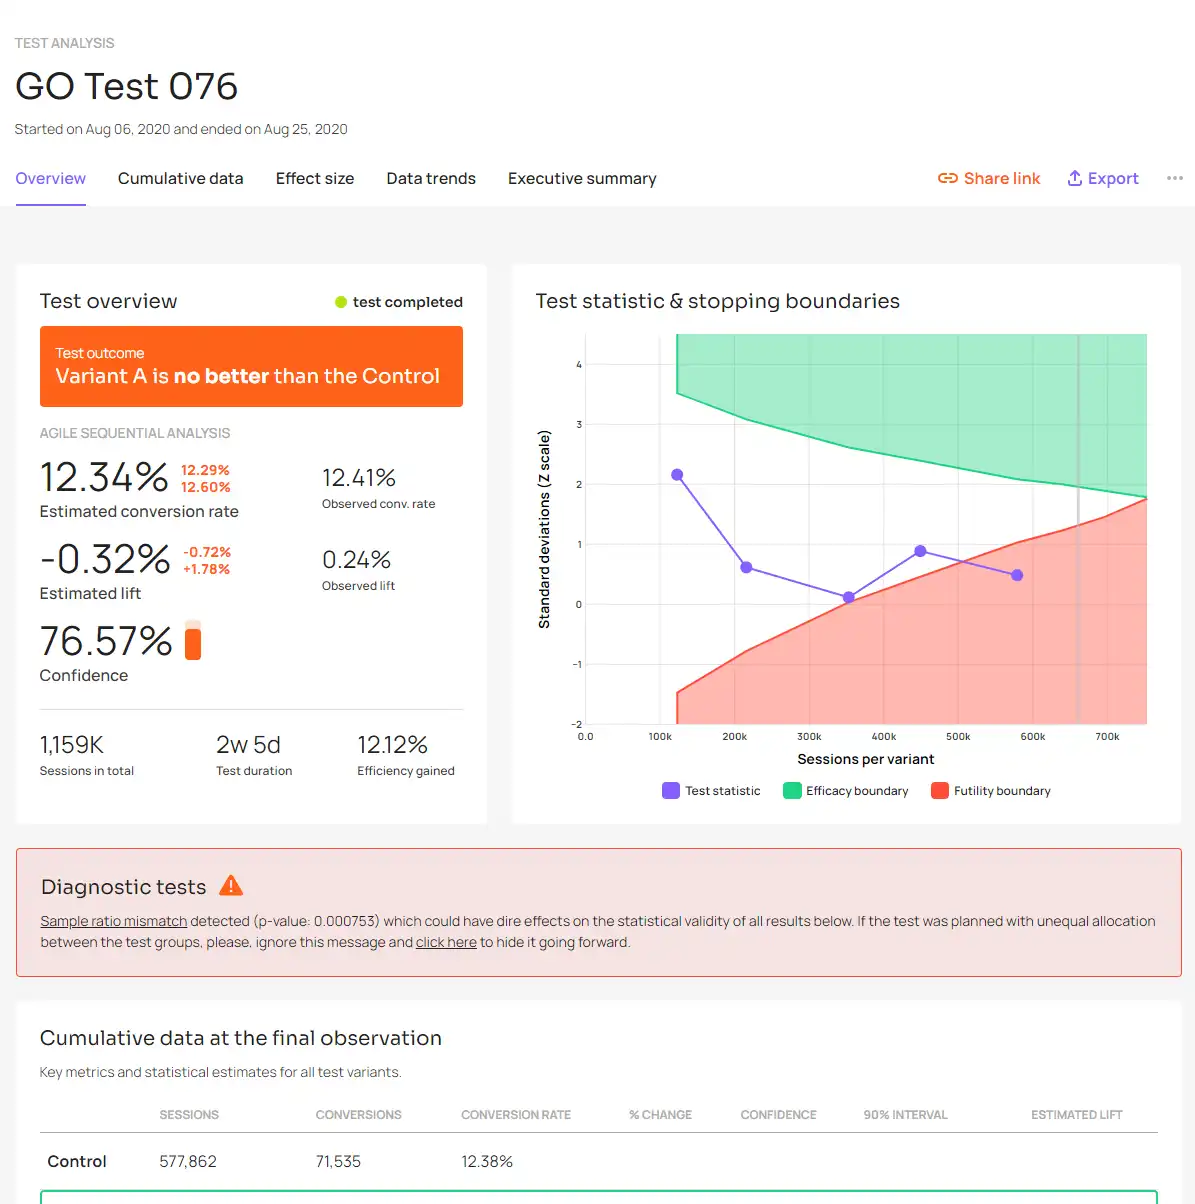 TEST ANALYSIS
GO Test 076
Started on Aug 06, 2020 and ended on Aug 25, 2020
Overview Cumulative data Effect size Data trends Executive summary Share link Export
Test overview test completed
Test outcome
Variant A is no better than the Control
AGILE SEQUENTIAL ANALYSIS
12.34% 12.29% 12.60%
Estimated conversion rate
12.41%
Observed conv. rate
-0.32% -0.72% +1.78%
Estimated lift
0.24%
Observed lift
76.57%
Confidence
1,159K 2w 5d 12.12%
Sessions in total Test duration Efficiency gained
Test statistic & stopping boundaries
Standard deviations (Z scale)
4
3
2
1
0
−1
−2
0.0 100k 200k 300k 400k 500k 600k 700k
Sessions per variant
Test statistic Efficacy boundary Futility boundary
Diagnostic tests
Sample ratio mismatch detected (p-value: 0.000753) which could have dire effects on the statistical validity of all results below. If the test was planned with unequal allocation
between the test groups, please, ignore this message and click here to hide it going forward.
Cumulative data at the final observation
Key metrics and statistical estimates for all test variants.
SESSIONS CONVERSIONS CONVERSION RATE % CHANGE CONFIDENCE 90% INTERVAL ESTIMATED LIFT
Control 577,862 71,535 12.38%